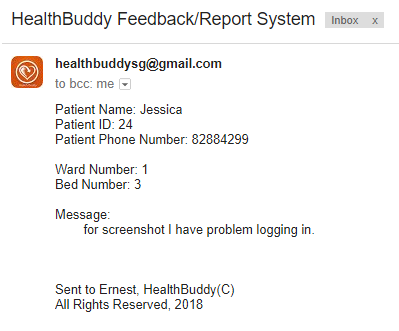 HealthBuddy Feedback/Report System Inbox x
healthbuddysg@gmail.com
to bcc: me
Patient Name: Jessica
Patient ID: 24
Patient Phone Number: 82884299
Ward Number: 1
Bed Number: 3
Message:
for screenshot I have problem logging in.
Sent to Ernest, HealthBuddy(C)
All Rights Reserved, 2018